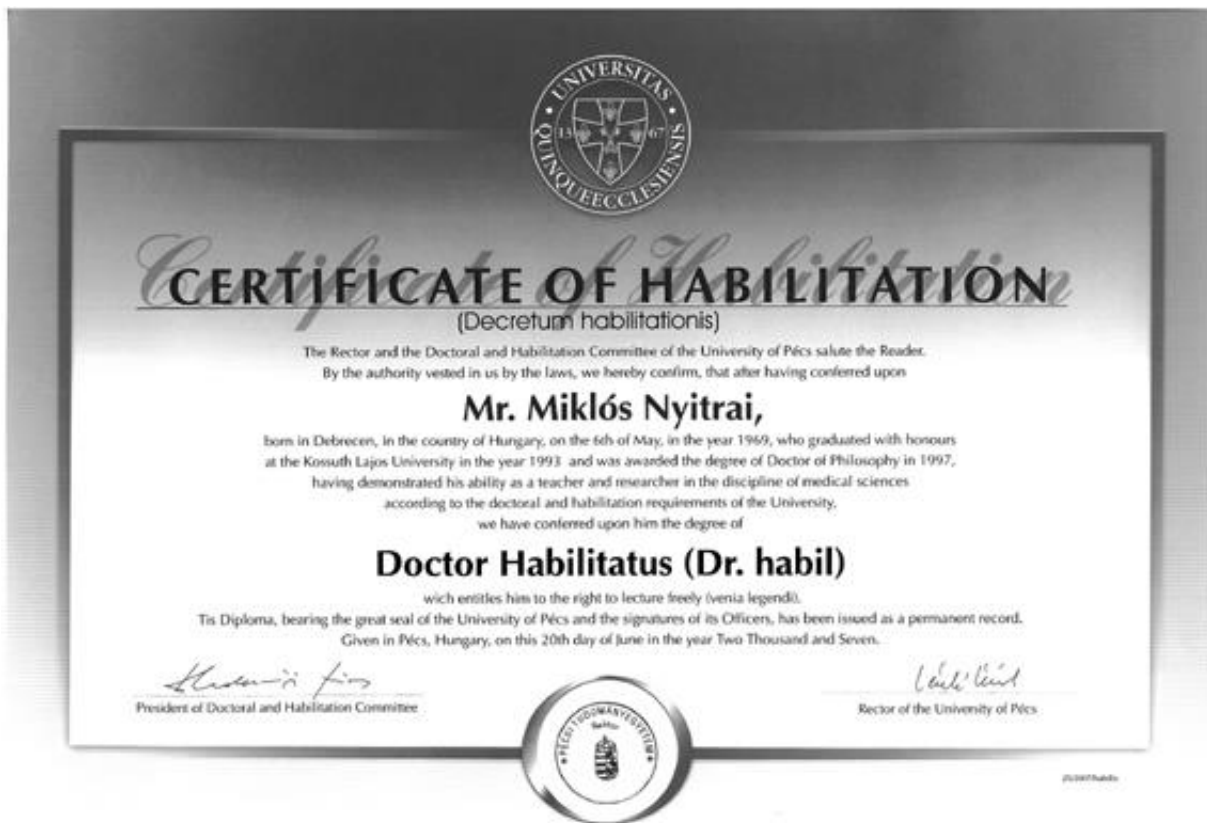 UNIVERSITAS QUINQUEECCLESIENSIS
13 67
Certificate of Habilitation
CERTIFICATE OF HABILITATION
(Decretum habilitationis)
The Rector and the Doctoral and Habilitation Committee of the University of Pécs salute the Reader.
By the authority vested in us by the laws, we hereby confirm, that after having conferred upon
Mr. Miklós Nyitrai,
born in Debrecen, in the country of Hungary, on the 6th of May, in the year 1969, who graduated with honours
at the Kossuth Lajos University in the year 1993 and was awarded the degree of Doctor of Philosophy in 1997,
having demonstrated his ability as a teacher and researcher in the discipline of medical sciences
according to the doctoral and habilitation requirements of the University,
we have conferred upon him the degree of
Doctor Habilitatus (Dr. habil)
wich entitles him to the right to lecture freely (venia legendi).
Tis Diploma, bearing the great seal of the University of Pécs and the signatures of its Officers, has been issued as a permanent record.
Given in Pécs, Hungary, on this 20th day of June in the year Two Thousand and Seven.
President of Doctoral and Habilitation Committee
Rector of the University of Pécs
PÉCSI TUDOMÁNYEGYETEM
Rektor